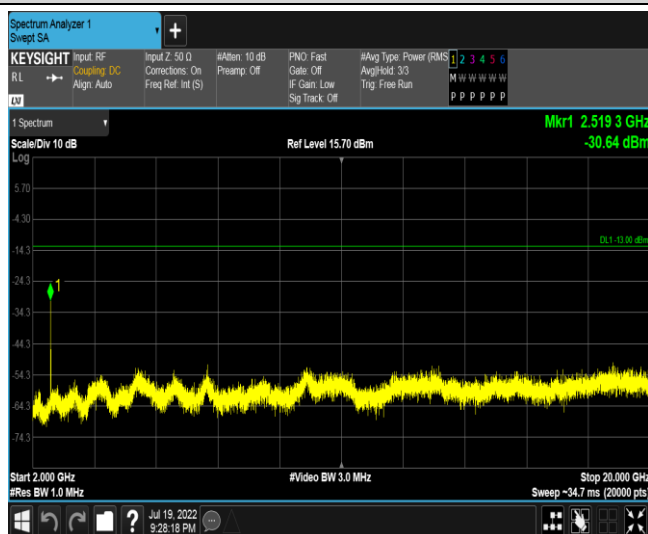 Spectrum Analyzer 1
Swept SA
+
KEYSIGHT
RL
LXI
Input: RF
Coupling: DC
Align: Auto
Input Z: 50 Ω
Corrections: On
Freq Ref: Int (S)
#Atten: 10 dB
Preamp: Off
PNO: Fast
Gate: Off
IF Gain: Low
Sig Track: Off
#Avg Type: Power (RMS
Avg|Hold: 3/3
Trig: Free Run
1 2 3 4 5 6
M W W W W W
P P P P P P
1 Spectrum
Mkr1 2.519 3 GHz
-30.64 dBm
Scale/Div 10 dB
Ref Level 15.70 dBm
Log
5.70
-4.30
DL1 -13.00 dBm
-14.3
-24.3
1
-34.3
-44.3
-54.3
-64.3
-74.3
Start 2.000 GHz
#Video BW 3.0 MHz
Stop 20.000 GHz
#Res BW 1.0 MHz
Sweep ~34.7 ms (20000 pts)
?
Jul 19, 2022
9:28:18 PM